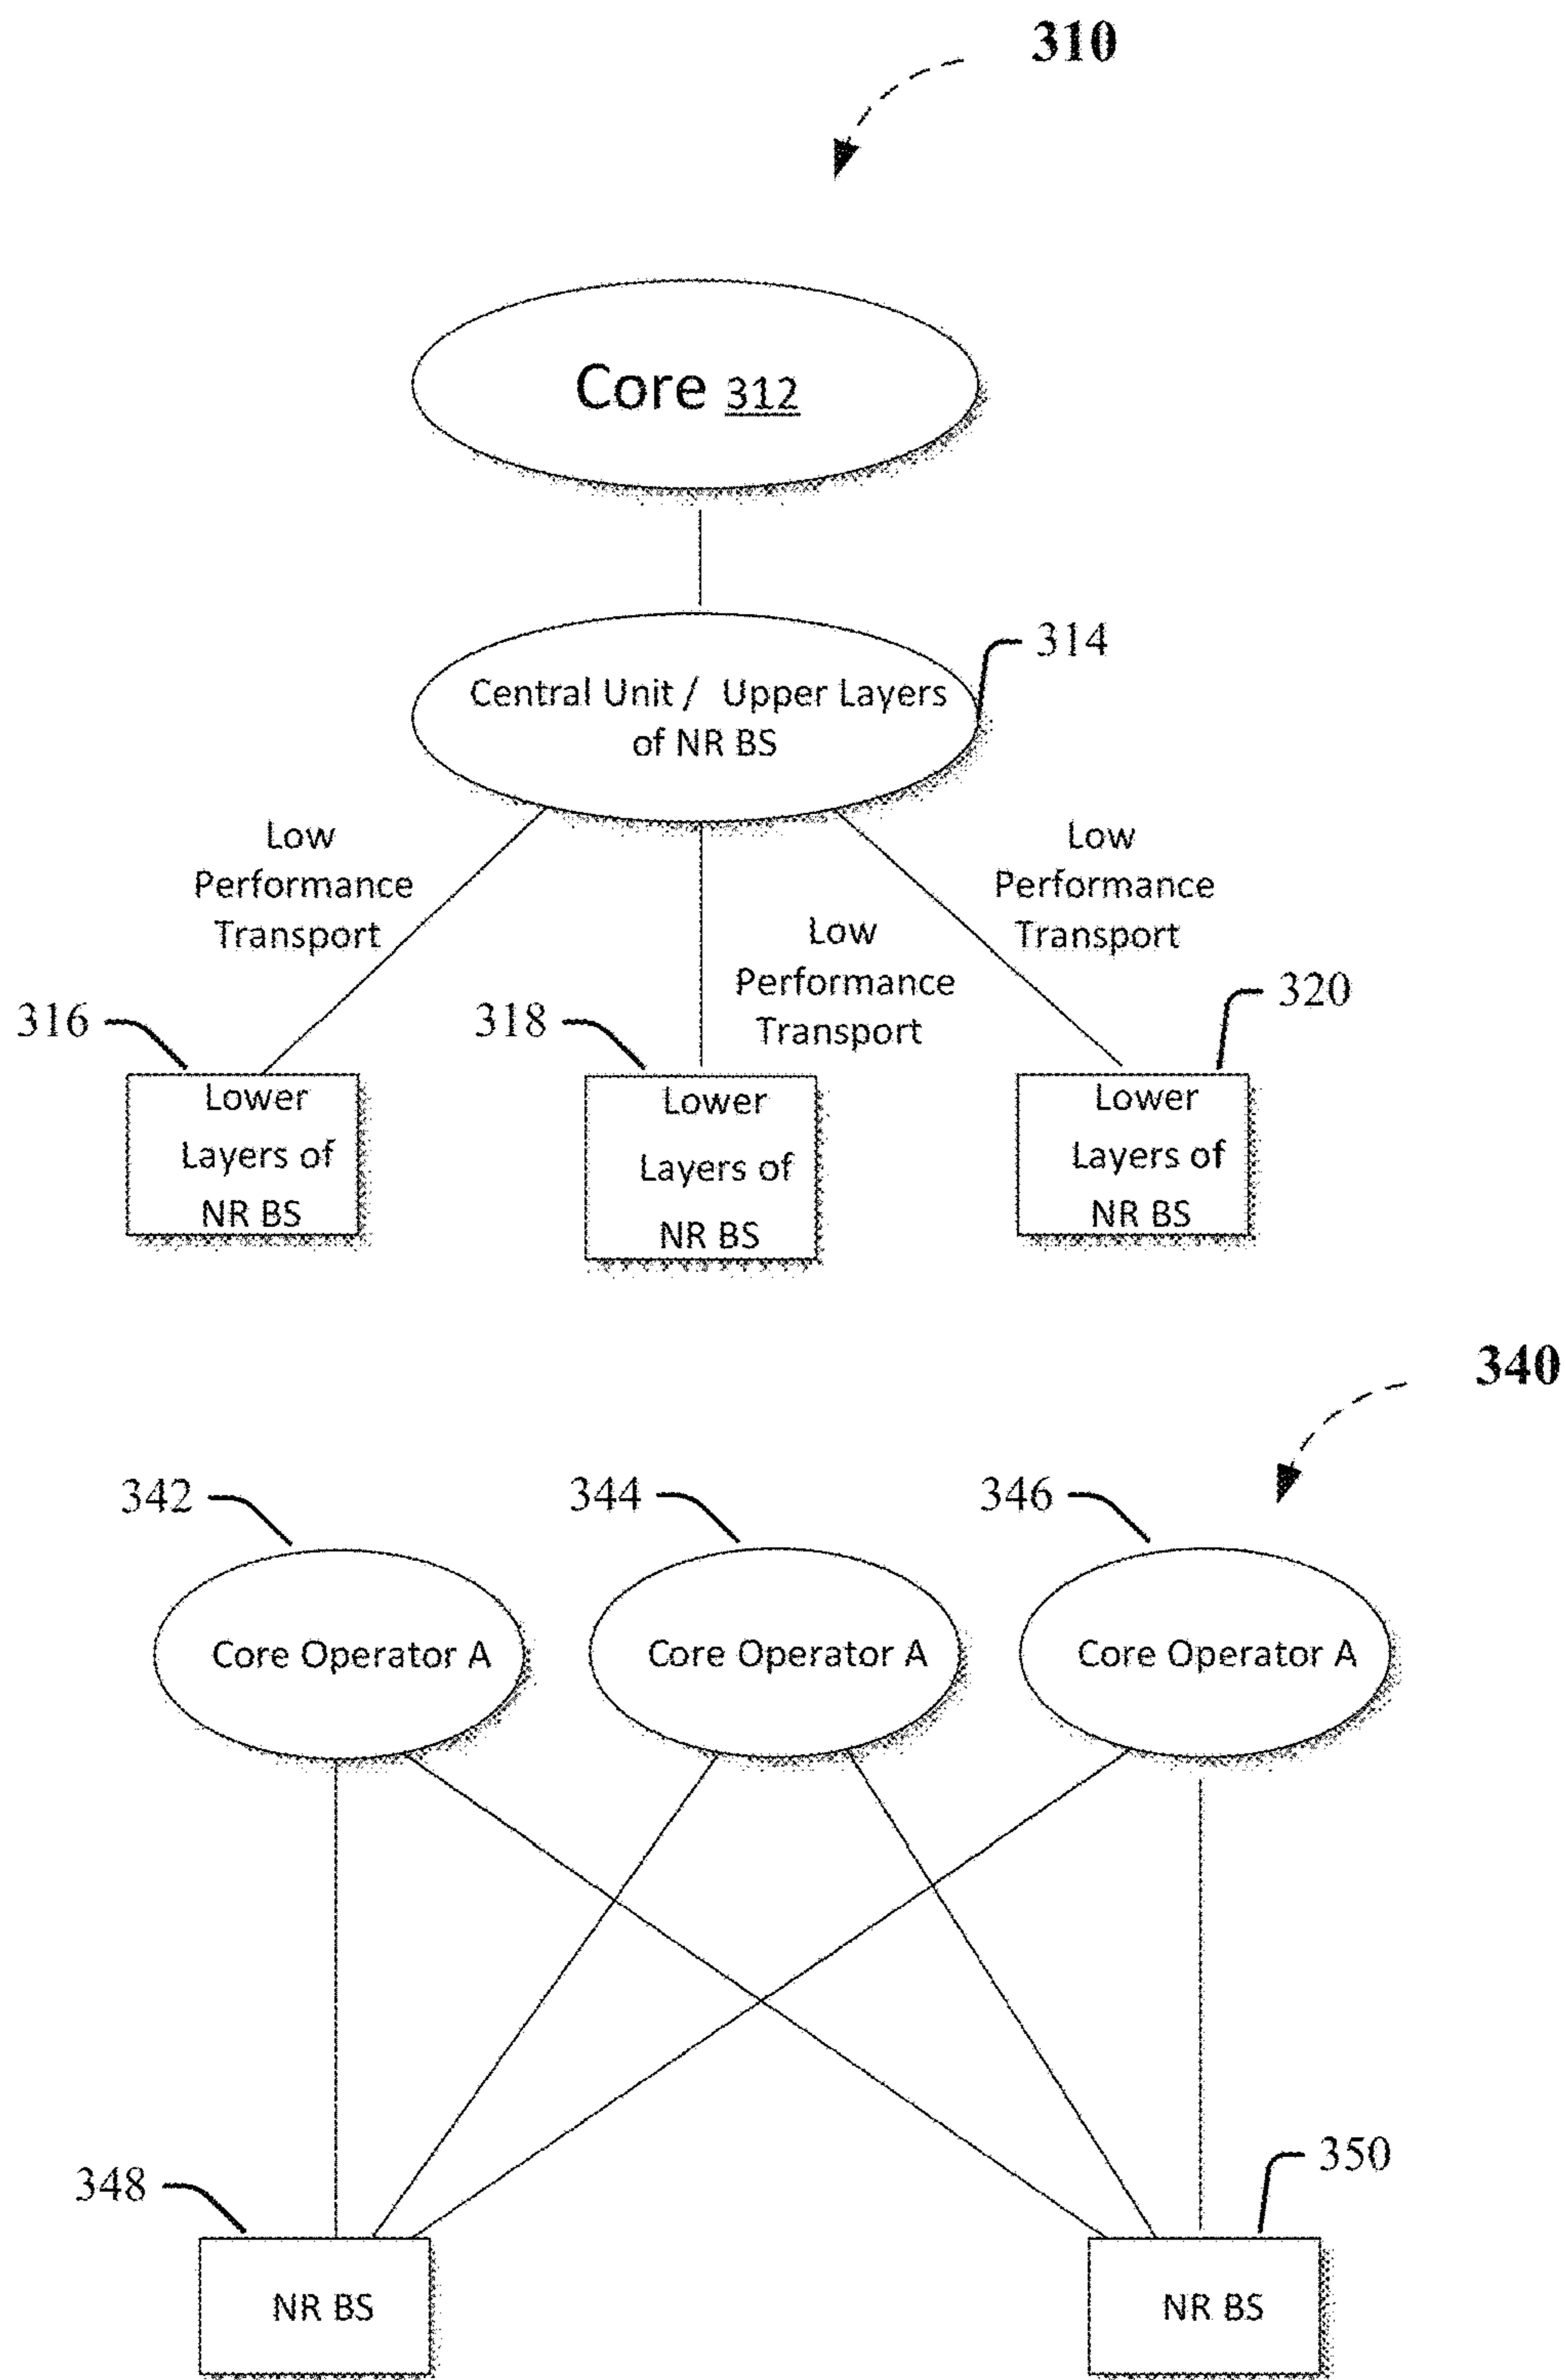 310
Core 312
314
Central Unit / Upper Layers
of NR BS
Low
Performance
Transport
Low
Performance
Transport
Low
Performance
Transport
316
318
320
Lower
Layers of
NR BS
Lower
Layers of
NR BS
Lower
Layers of
NR BS
340
342
344
346
Core Operator A
Core Operator A
Core Operator A
348
350
NR BS
NR BS